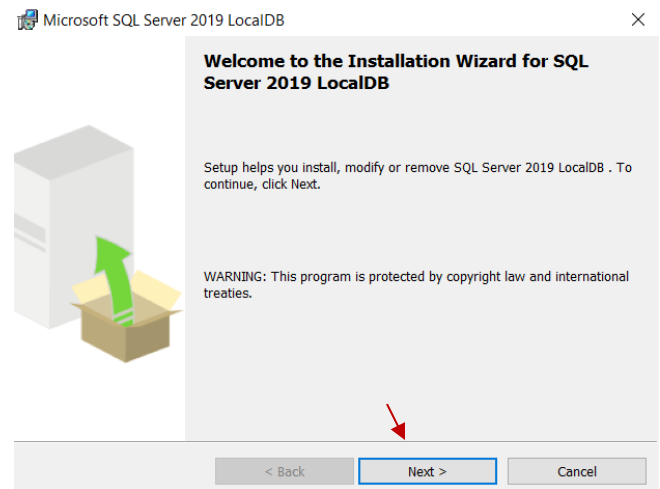 Microsoft SQL Server 2019 LocalDB
Welcome to the Installation Wizard for SQL
Server 2019 LocalDB
Setup helps you install, modify or remove SQL Server 2019 LocalDB . To
continue, click Next.
WARNING: This program is protected by copyright law and international
treaties.
< Back Next > Cancel